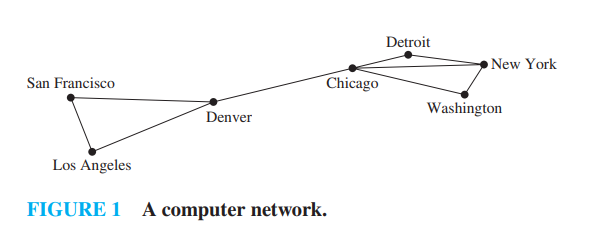 Detroit
New York
San Francisco
Chicago
Washington
Denver
Los Angeles
FIGURE 1 A computer network.